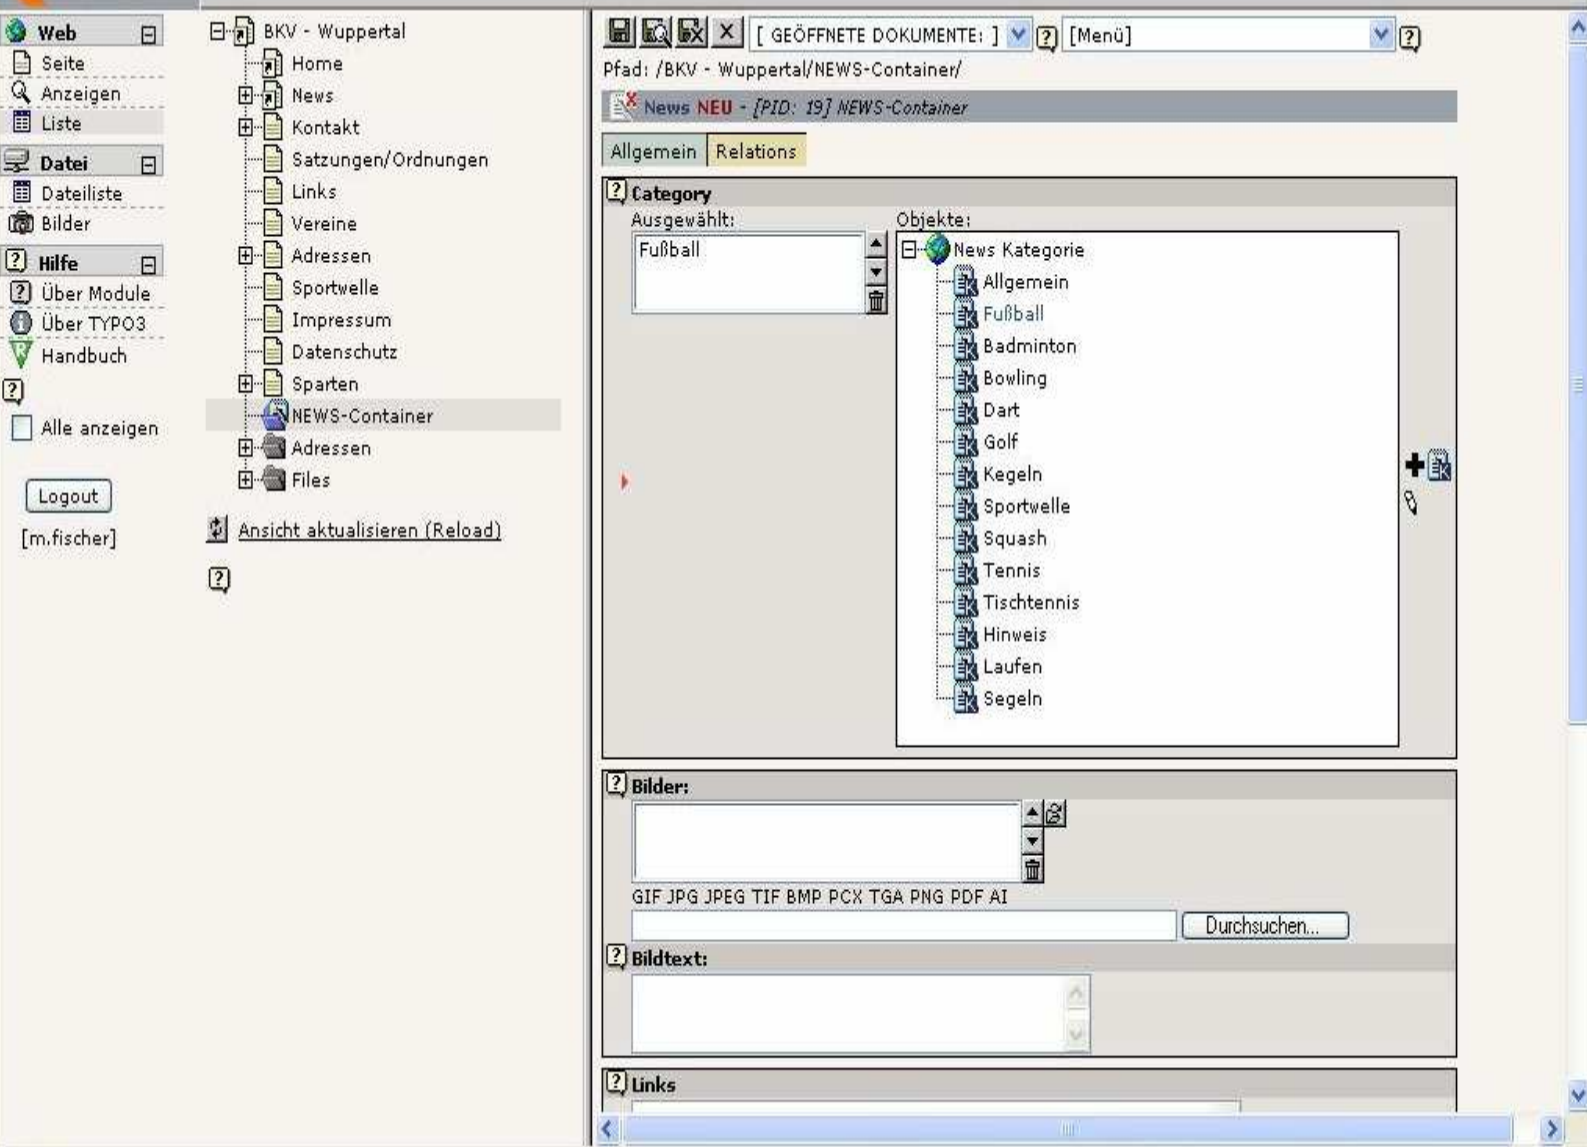 Web
Seite
Anzeigen
Liste
Datei
Dateiliste
Bilder
Hilfe
Über Module
Über TYPO3
Handbuch
Alle anzeigen
Logout
[m.fischer]
BKV - Wuppertal
Home
News
Kontakt
Satzungen/Ordnungen
Links
Vereine
Adressen
Sportwelle
Impressum
Datenschutz
Sparten
NEWS-Container
Adressen
Files
Ansicht aktualisieren (Reload)
[ GEÖFFNETE DOKUMENTE: ] [Menü]
Pfad: /BKV - Wuppertal/NEWS-Container/
News NEU - [PID: 19] NEWS-Container
Allgemein Relations
Category
Ausgewählt: Objekte:
Fußball
News Kategorie
Allgemein
Fußball
Badminton
Bowling
Dart
Golf
Kegeln
Sportwelle
Squash
Tennis
Tischtennis
Hinweis
Laufen
Segeln
Bilder:
GIF JPG JPEG TIF BMP PCX TGA PNG PDF AI
Durchsuchen...
Bildtext:
Links